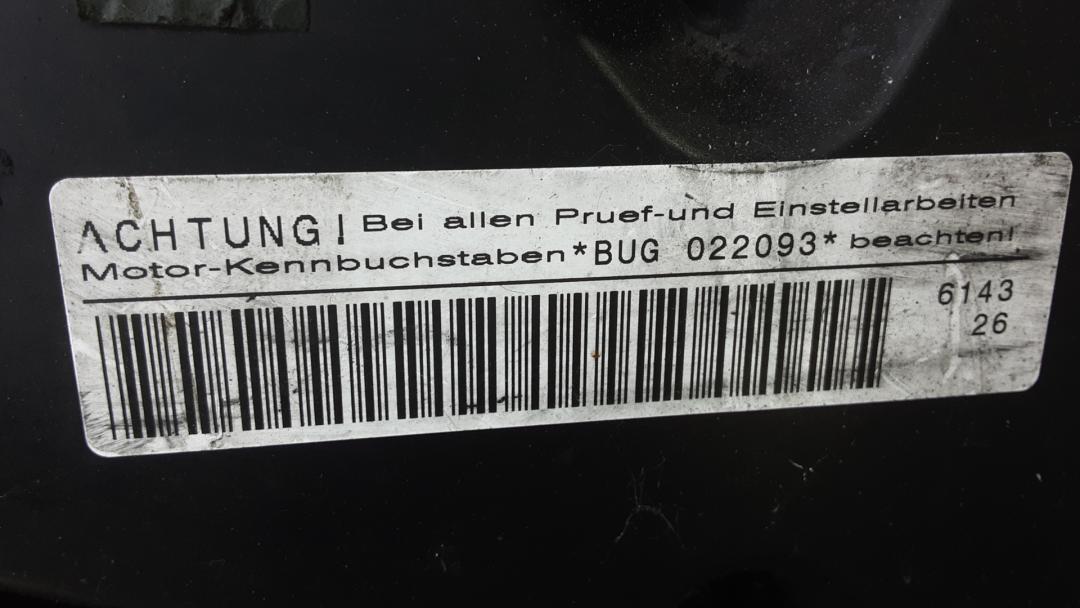 ACHTUNG! Bei allen Pruef-und Einstellarbeiten
Motor-Kennbuchstaben*BUG 022093* beachten!
6143
26